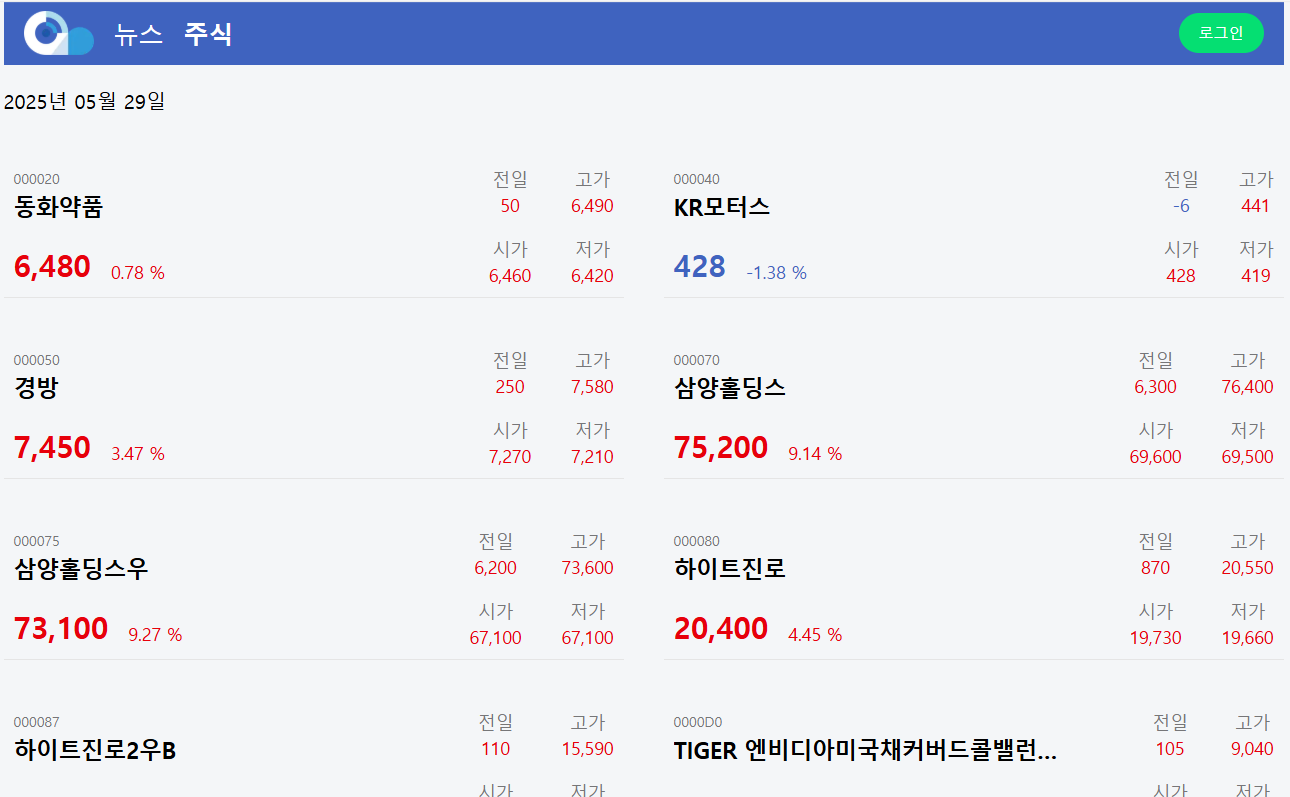 뉴스 주식 로그인
2025년 05월 29일
000020
동화약품
전일 고가
50 6,490
6,480 0.78 %
시가 저가
6,460 6,420
000040
KR모터스
전일 고가
-6 441
428 -1.38 %
시가 저가
428 419
000050
경방
전일 고가
250 7,580
7,450 3.47 %
시가 저가
7,270 7,210
000070
삼양홀딩스
전일 고가
6,300 76,400
75,200 9.14 %
시가 저가
69,600 69,500
000075
삼양홀딩스우
전일 고가
6,200 73,600
73,100 9.27 %
시가 저가
67,100 67,100
000080
하이트진로
전일 고가
870 20,550
20,400 4.45 %
시가 저가
19,730 19,660
000087
하이트진로2우B
전일 고가
110 15,590
시가 저가
0000D0
TIGER 엔비디아미국채커버드콜밸런...
전일 고가
105 9,040
시가 저가